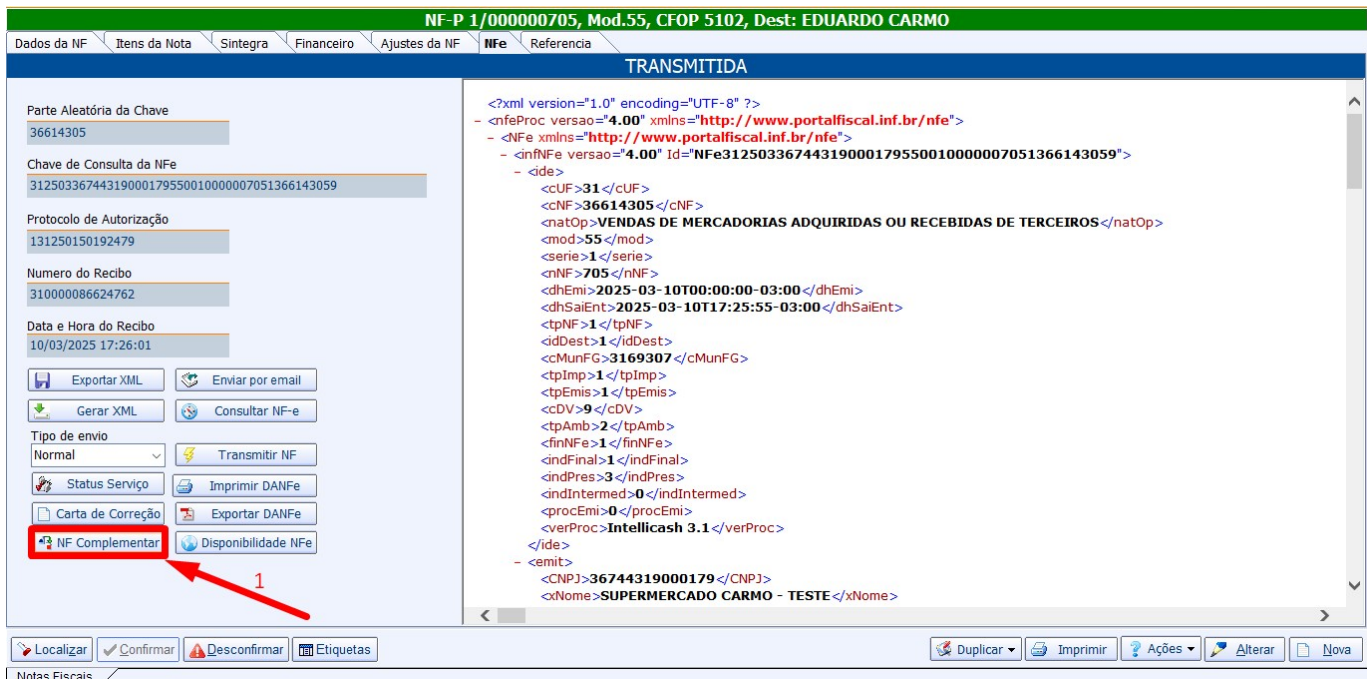 NF-P 1/000000705, Mod.55, CFOP 5102, Dest: EDUARDO CARMO
Dados da NF Itens da Nota Sintegra Financeiro Ajustes da NF NFe Referencia
TRANSMITIDA
Parte Aleatória da Chave
36614305
Chave de Consulta da NFe
31250336744319000179550010000007051366143059
Protocolo de Autorização
131250150192479
Numero do Recibo
310000086624762
Data e Hora do Recibo
10/03/2025 17:26:01
Exportar XML Enviar por email
Gerar XML Consultar NF-e
Tipo de envio
Normal Transmitir NF
Status Serviço Imprimir DANFe
Carta de Correção Exportar DANFe
NF Complementar Disponibilidade NFe
1
<?xml version="1.0" encoding="UTF-8" ?>
- <nfeProc versao="4.00" xmlns="http://www.portalfiscal.inf.br/nfe">
- <NFe xmlns="http://www.portalfiscal.inf.br/nfe">
- <infNFe versao="4.00" Id="NFe31250336744319000179550010000007051366143059">
- <ide>
<cUF>31</cUF>
<cNF>36614305</cNF>
<natOp>VENDAS DE MERCADORIAS ADQUIRIDAS OU RECEBIDAS DE TERCEIROS</natOp>
<mod>55</mod>
<serie>1</serie>
<nNF>705</nNF>
<dhEmi>2025-03-10T00:00:00-03:00</dhEmi>
<dhSaiEnt>2025-03-10T17:25:55-03:00</dhSaiEnt>
<tpNF>1</tpNF>
<idDest>1</idDest>
<cMunFG>3169307</cMunFG>
<tpImp>1</tpImp>
<tpEmis>1</tpEmis>
<cDV>9</cDV>
<tpAmb>2</tpAmb>
<finNFe>1</finNFe>
<indFinal>1</indFinal>
<indPres>3</indPres>
<indIntermed>0</indIntermed>
<procEmi>0</procEmi>
<verProc>Intellicash 3.1</verProc>
</ide>
- <emit>
<CNPJ>36744319000179</CNPJ>
<xNome>SUPERMERCADO CARMO - TESTE</xNome>
Localizar Confirmar Desconfirmar Etiquetas Duplicar Imprimir Ações Alterar Nova
Notas Fiscais